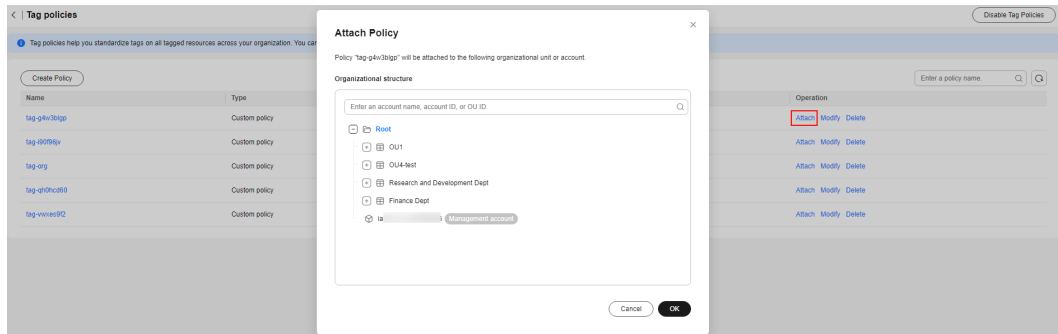 Tag policies
Disable Tag Policies
Tag policies help you standardize tags on all tagged resources across your organization. You can
Create Policy
Enter a policy name.
Name Type Operation
tag-g4w3blgp Custom policy Attach Modify Delete
tag-i90f96jv Custom policy Attach Modify Delete
tag-org Custom policy Attach Modify Delete
tag-qh0hcd60 Custom policy Attach Modify Delete
tag-vwxeo9f2 Custom policy Attach Modify Delete
Attach Policy
Policy "tag-g4w3blgp" will be attached to the following organizational unit or account.
Organizational structure
Enter an account name, account ID, or OU ID.
Root
OU1
OU4-test
Research and Development Dept
Finance Dept
Management account
Cancel OK